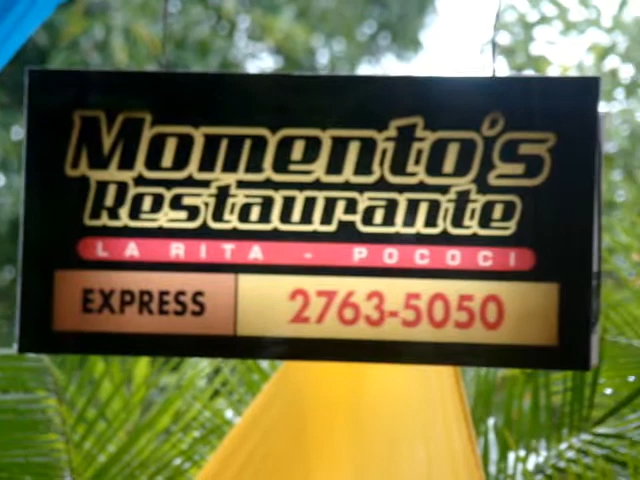 Momento's
Restaurante
LA RITA - POCOCI
EXPRESS 2763-5050